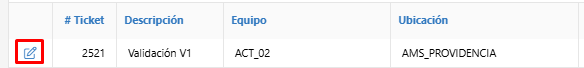 # Ticket Descripción Equipo Ubicación
2521 Validación V1 ACT_02 AMS_PROVIDENCIA